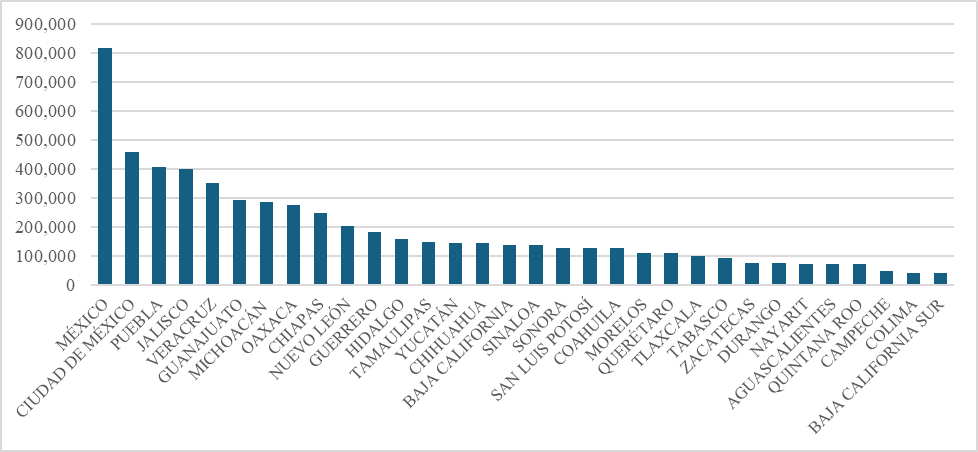 900,000
800,000
700,000
600,000
500,000
400,000
300,000
200,000
100,000
0
MÉXICO
CIUDAD DE MÉXICO
PUEBLA
JALISCO
VERACRUZ
GUANAJUATO
MICHOACÁN
OAXACA
CHIAPAS
NUEVO LEÓN
GUERRERO
HIDALGO
TAMAULIPAS
YUCATÁN
CHIHUAHUA
BAJA CALIFORNIA
SINALOA
SONORA
SAN LUIS POTOSÍ
COAHUILA
MORELOS
QUERÉTARO
TLAXCALA
TABASCO
ZACATECAS
DURANGO
NAYARIT
AGUASCALIENTES
QUINTANA ROO
CAMPECHE
COLIMA
BAJA CALIFORNIA SUR